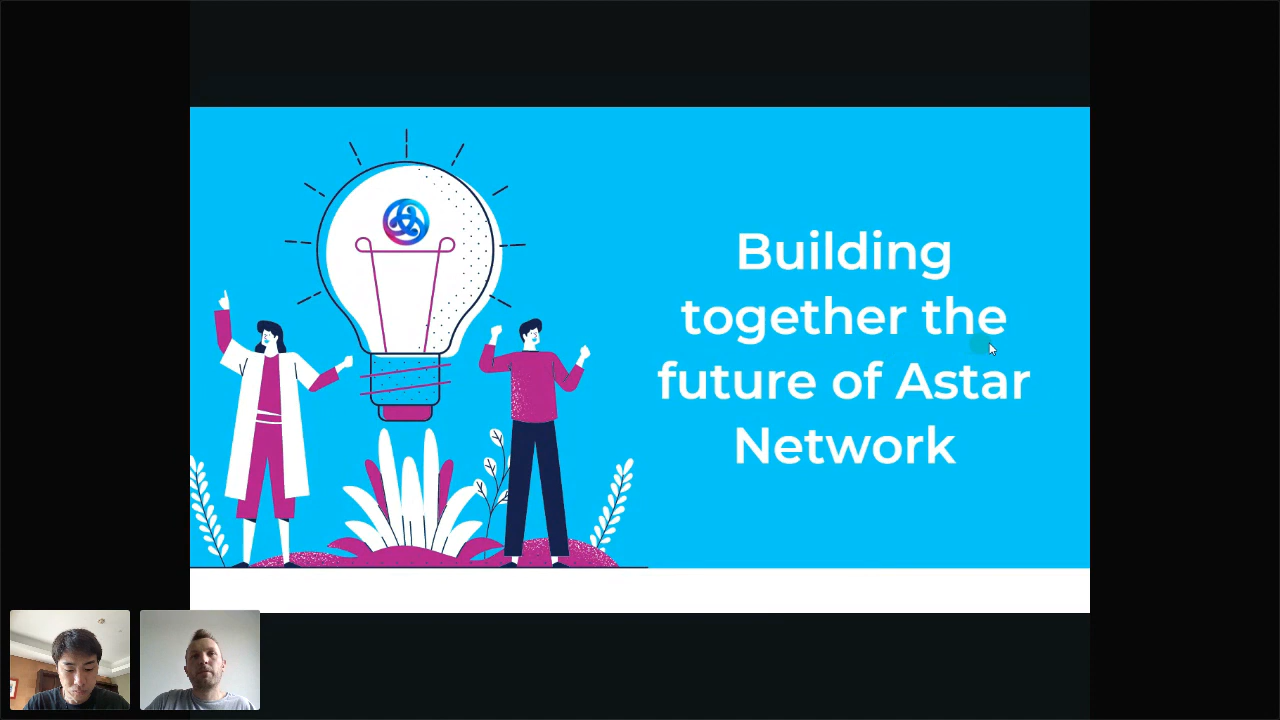 Building
together the
future of Astar
Network